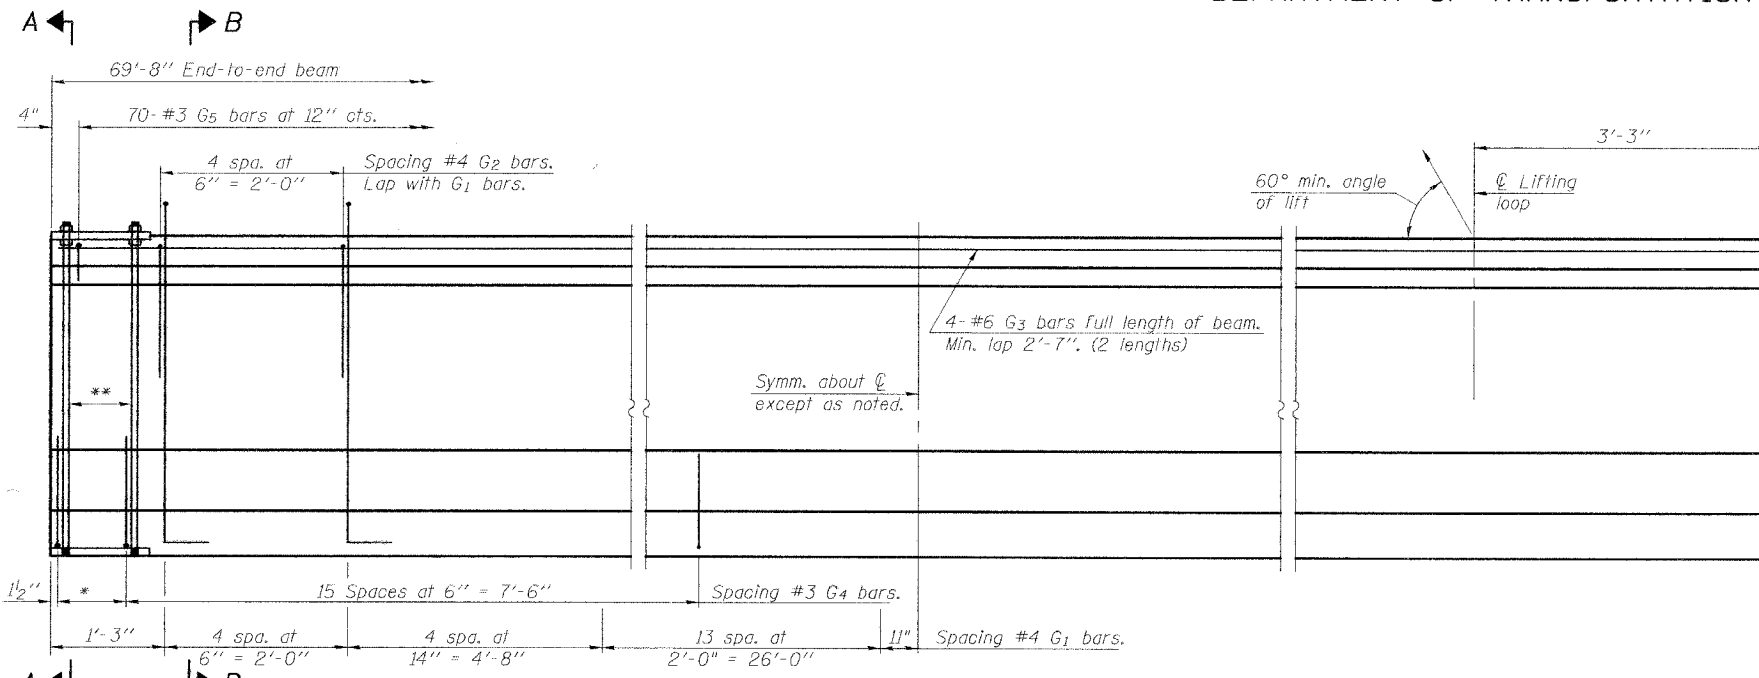 A B
69'-8" End-to-end beam
4" 70-#3 G5 bars at 12" cts.
4 spa. at
6" = 2'-0"
Spacing #4 G2 bars.
Lap with G1 bars.
3'-3"
60° min. angle
of lift
℄ Lifting
loop
4-#6 G3 bars full length of beam.
Min. lap 2'-7". (2 lengths)
**
Symm. about ℄
except as noted.
1½" * 15 Spaces at 6" = 7'-6" Spacing #3 G4 bars.
1'-3"
4 spa. at
6" = 2'-0"
4 spa. at
14" = 4'-8"
13 spa. at
2'-0" = 26'-0"
11" Spacing #4 G1 bars.